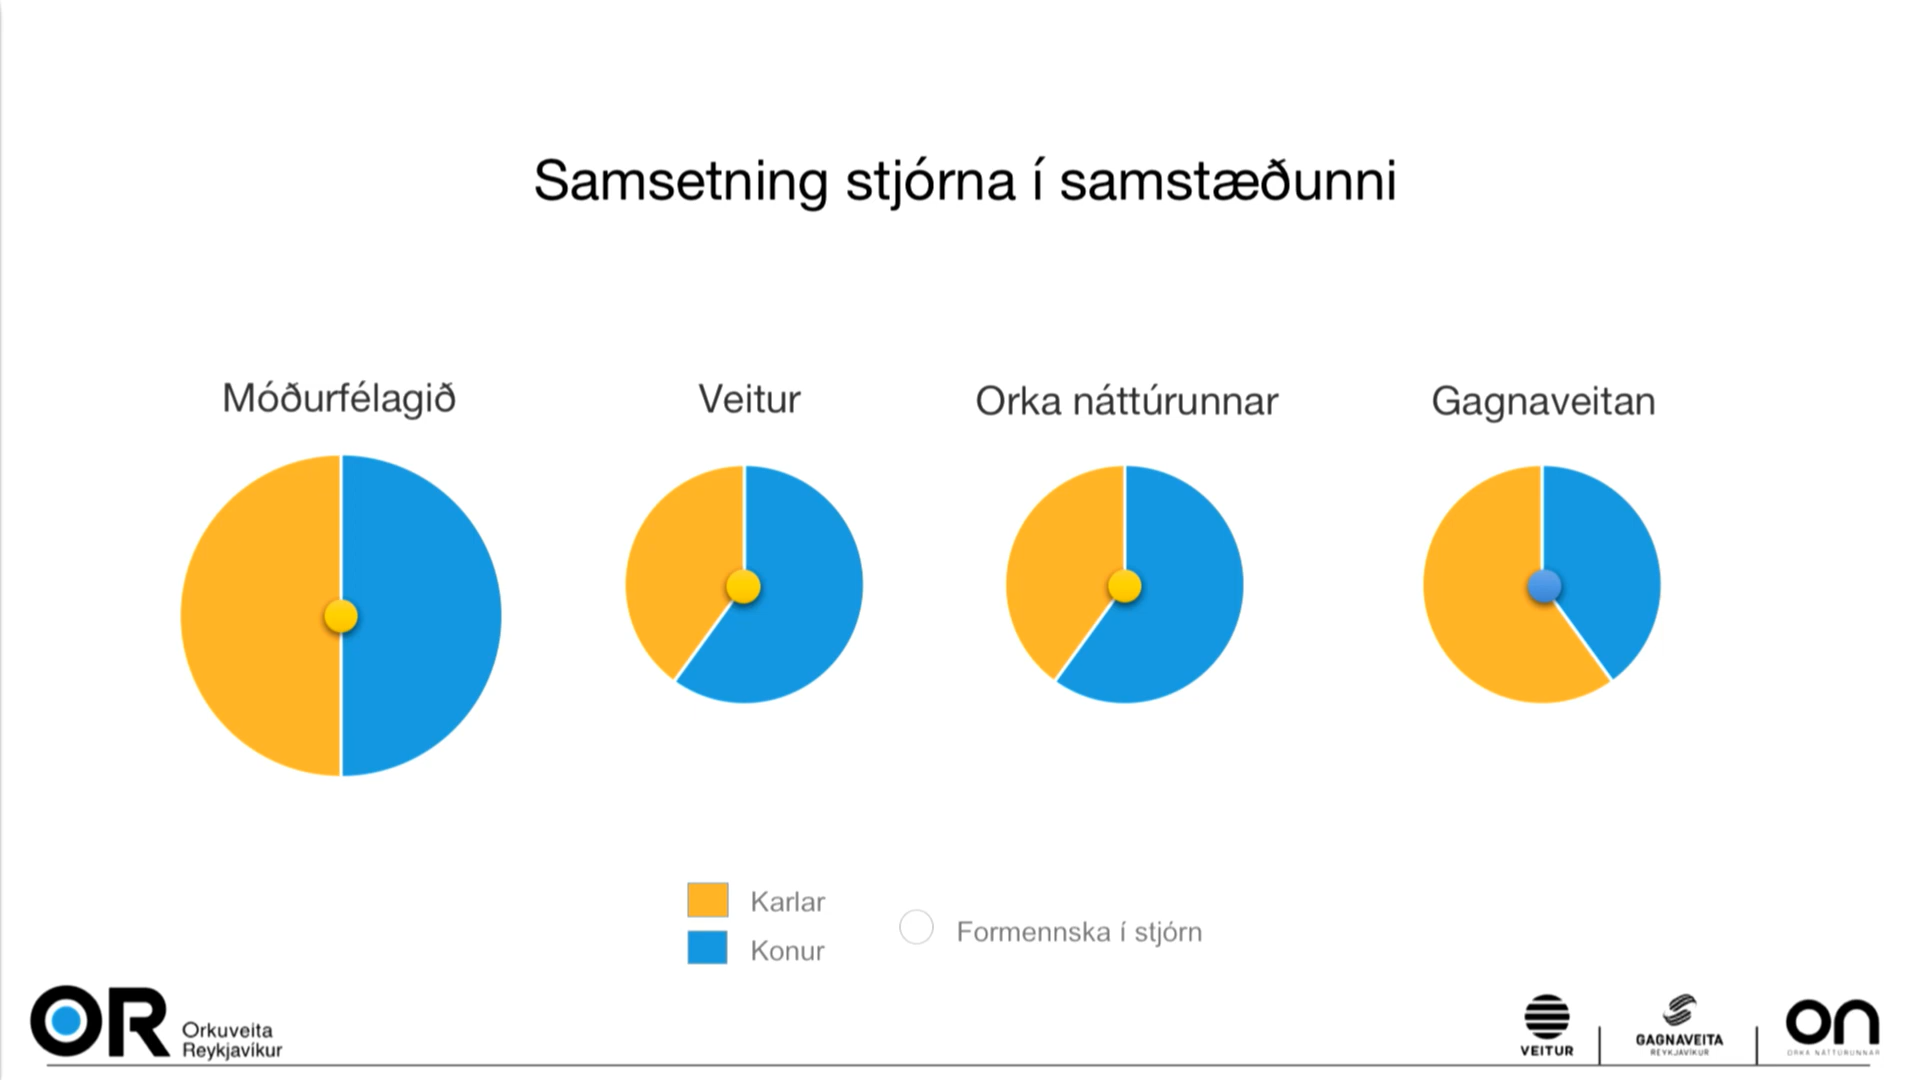 Samsetning stjórna í samstæðunni
Móðurfélagið
Veitur
Orka náttúrunnar
Gagnaveitan
Karlar
Konur
Formennska í stjórn
OR
Orkuveita
Reykjavíkur
VEITUR
GAGNAVEITA
REYKJAVÍKUR
on
ORKA NÁTTÚRUNNAR